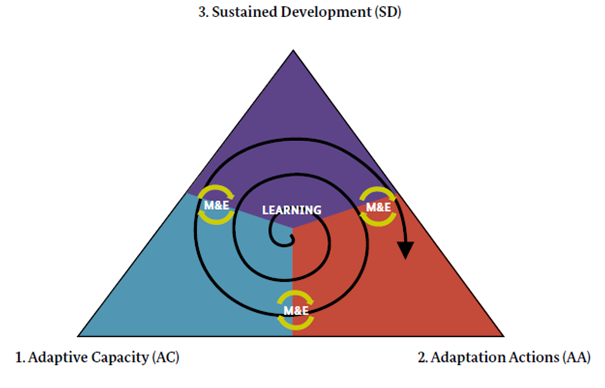 3. Sustained Development (SD)
M&E
LEARNING
M&E
M&E
1. Adaptive Capacity (AC)
2. Adaptation Actions (AA)